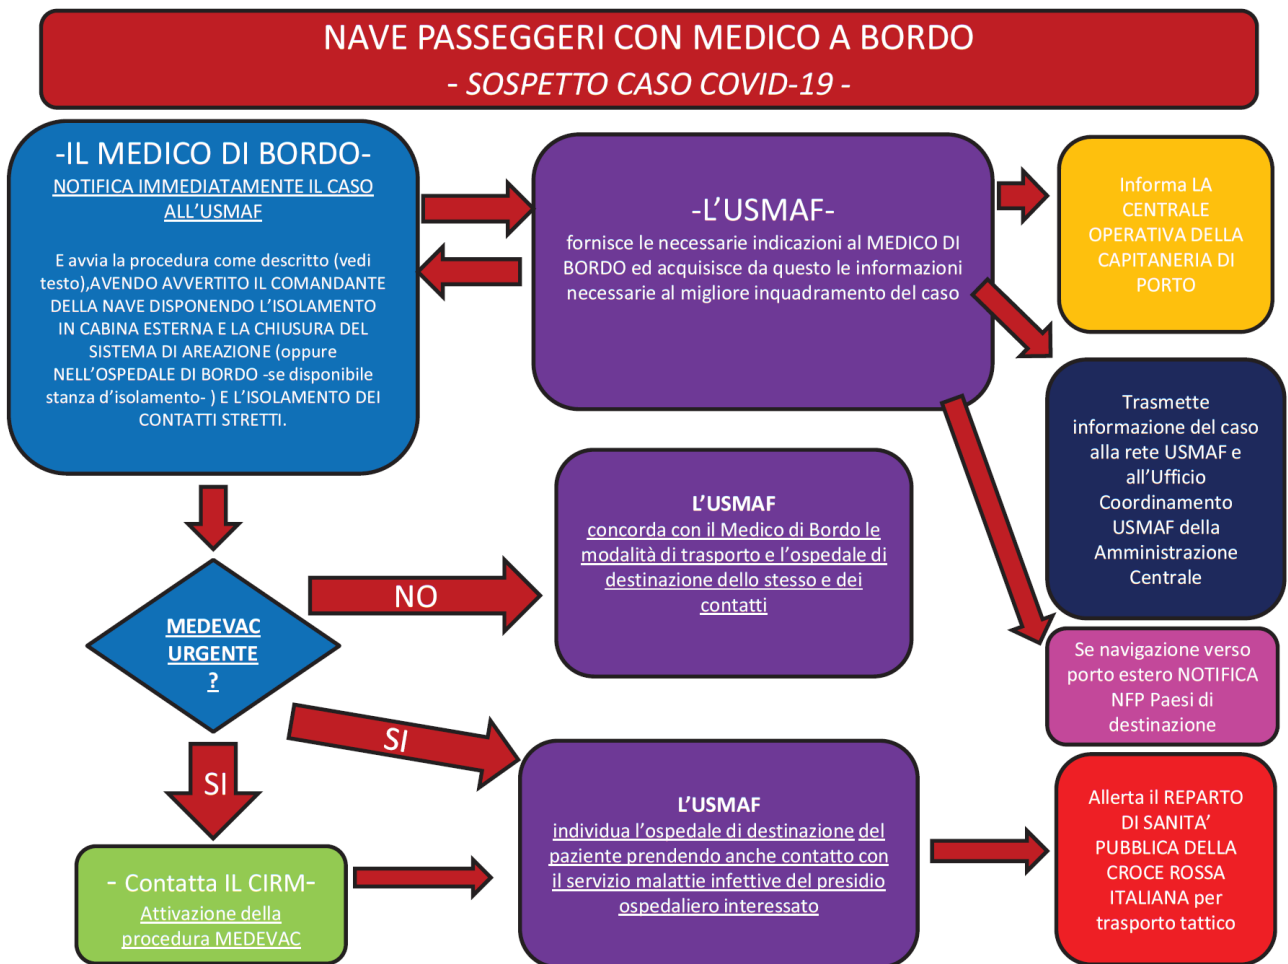 NAVE PASSEGGERI CON MEDICO A BORDO
- SOSPETTO CASO COVID-19 -
-IL MEDICO DI BORDO-
NOTIFICA IMMEDIATAMENTE IL CASO
ALL'USMAF
E avvia la procedura come descritto (vedi
testo),AVENDO AVVERTITO IL COMANDANTE
DELLA NAVE DISPONENDO L'ISOLAMENTO
IN CABINA ESTERNA E LA CHIUSURA DEL
SISTEMA DI AREAZIONE (oppure
NELL'OSPEDALE DI BORDO -se disponibile
stanza d'isolamento- ) E L'ISOLAMENTO DEI
CONTATTI STRETTI.
-L'USMAF-
fornisce le necessarie indicazioni al MEDICO DI
BORDO ed acquisisce da questo le informazioni
necessarie al migliore inquadramento del caso
Informa LA
CENTRALE
OPERATIVA DELLA
CAPITANERIA DI
PORTO
Trasmette
informazione del caso
alla rete USMAF e
all'Ufficio
Coordinamento
USMAF della
Amministrazione
Centrale
Se navigazione verso
porto estero NOTIFICA
NFP Paesi di
destinazione
MEDEVAC
URGENTE
?
NO
L'USMAF
concorda con il Medico di Bordo le
modalità di trasporto e l'ospedale di
destinazione dello stesso e dei
contatti
SI
SI
- Contatta IL CIRM-
Attivazione della
procedura MEDEVAC
L'USMAF
individua l'ospedale di destinazione del
paziente prendendo anche contatto con
il servizio malattie infettive del presidio
ospedaliero interessato
Allerta il REPARTO
DI SANITA'
PUBBLICA DELLA
CROCE ROSSA
ITALIANA per
trasporto tattico